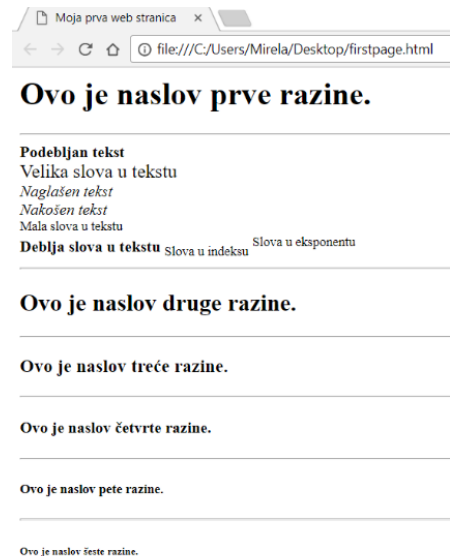 Moja prva web stranica
file:///C:/Users/Mirela/Desktop/firstpage.html
Ovo je naslov prve razine.
Podebljan tekst
Velika slova u tekstu
Naglašen tekst
Nakošen tekst
Mala slova u tekstu
Deblja slova u tekstu Slova u indeksu Slova u eksponentu
Ovo je naslov druge razine.
Ovo je naslov treće razine.
Ovo je naslov četvrte razine.
Ovo je naslov pete razine.
Ovo je naslov šeste razine.